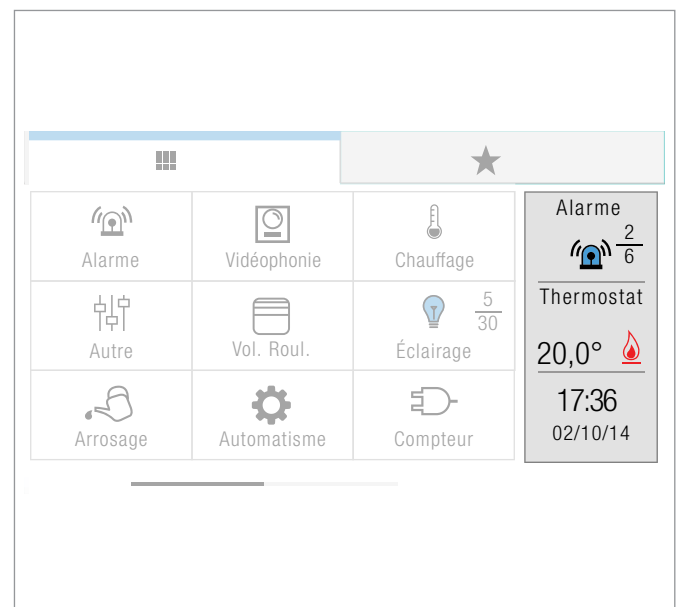 Alarme
Vidéophonie
Chauffage
Autre
Vol. Roul.
5
30
Éclairage
Arrosage
Automatisme
Compteur
Alarme
2
6
Thermostat
20,0°
17:36
02/10/14